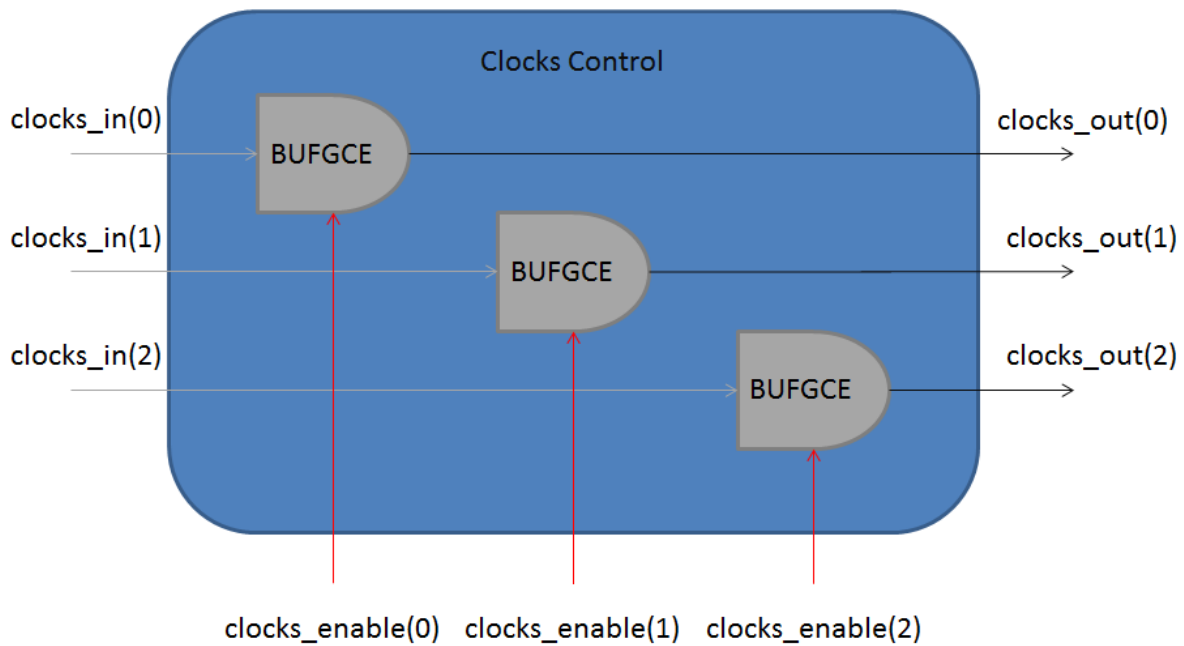 Clocks Control
clocks_in(0)
BUFGCE
clocks_out(0)
clocks_in(1)
BUFGCE
clocks_out(1)
clocks_in(2)
BUFGCE
clocks_out(2)
clocks_enable(0)
clocks_enable(1)
clocks_enable(2)